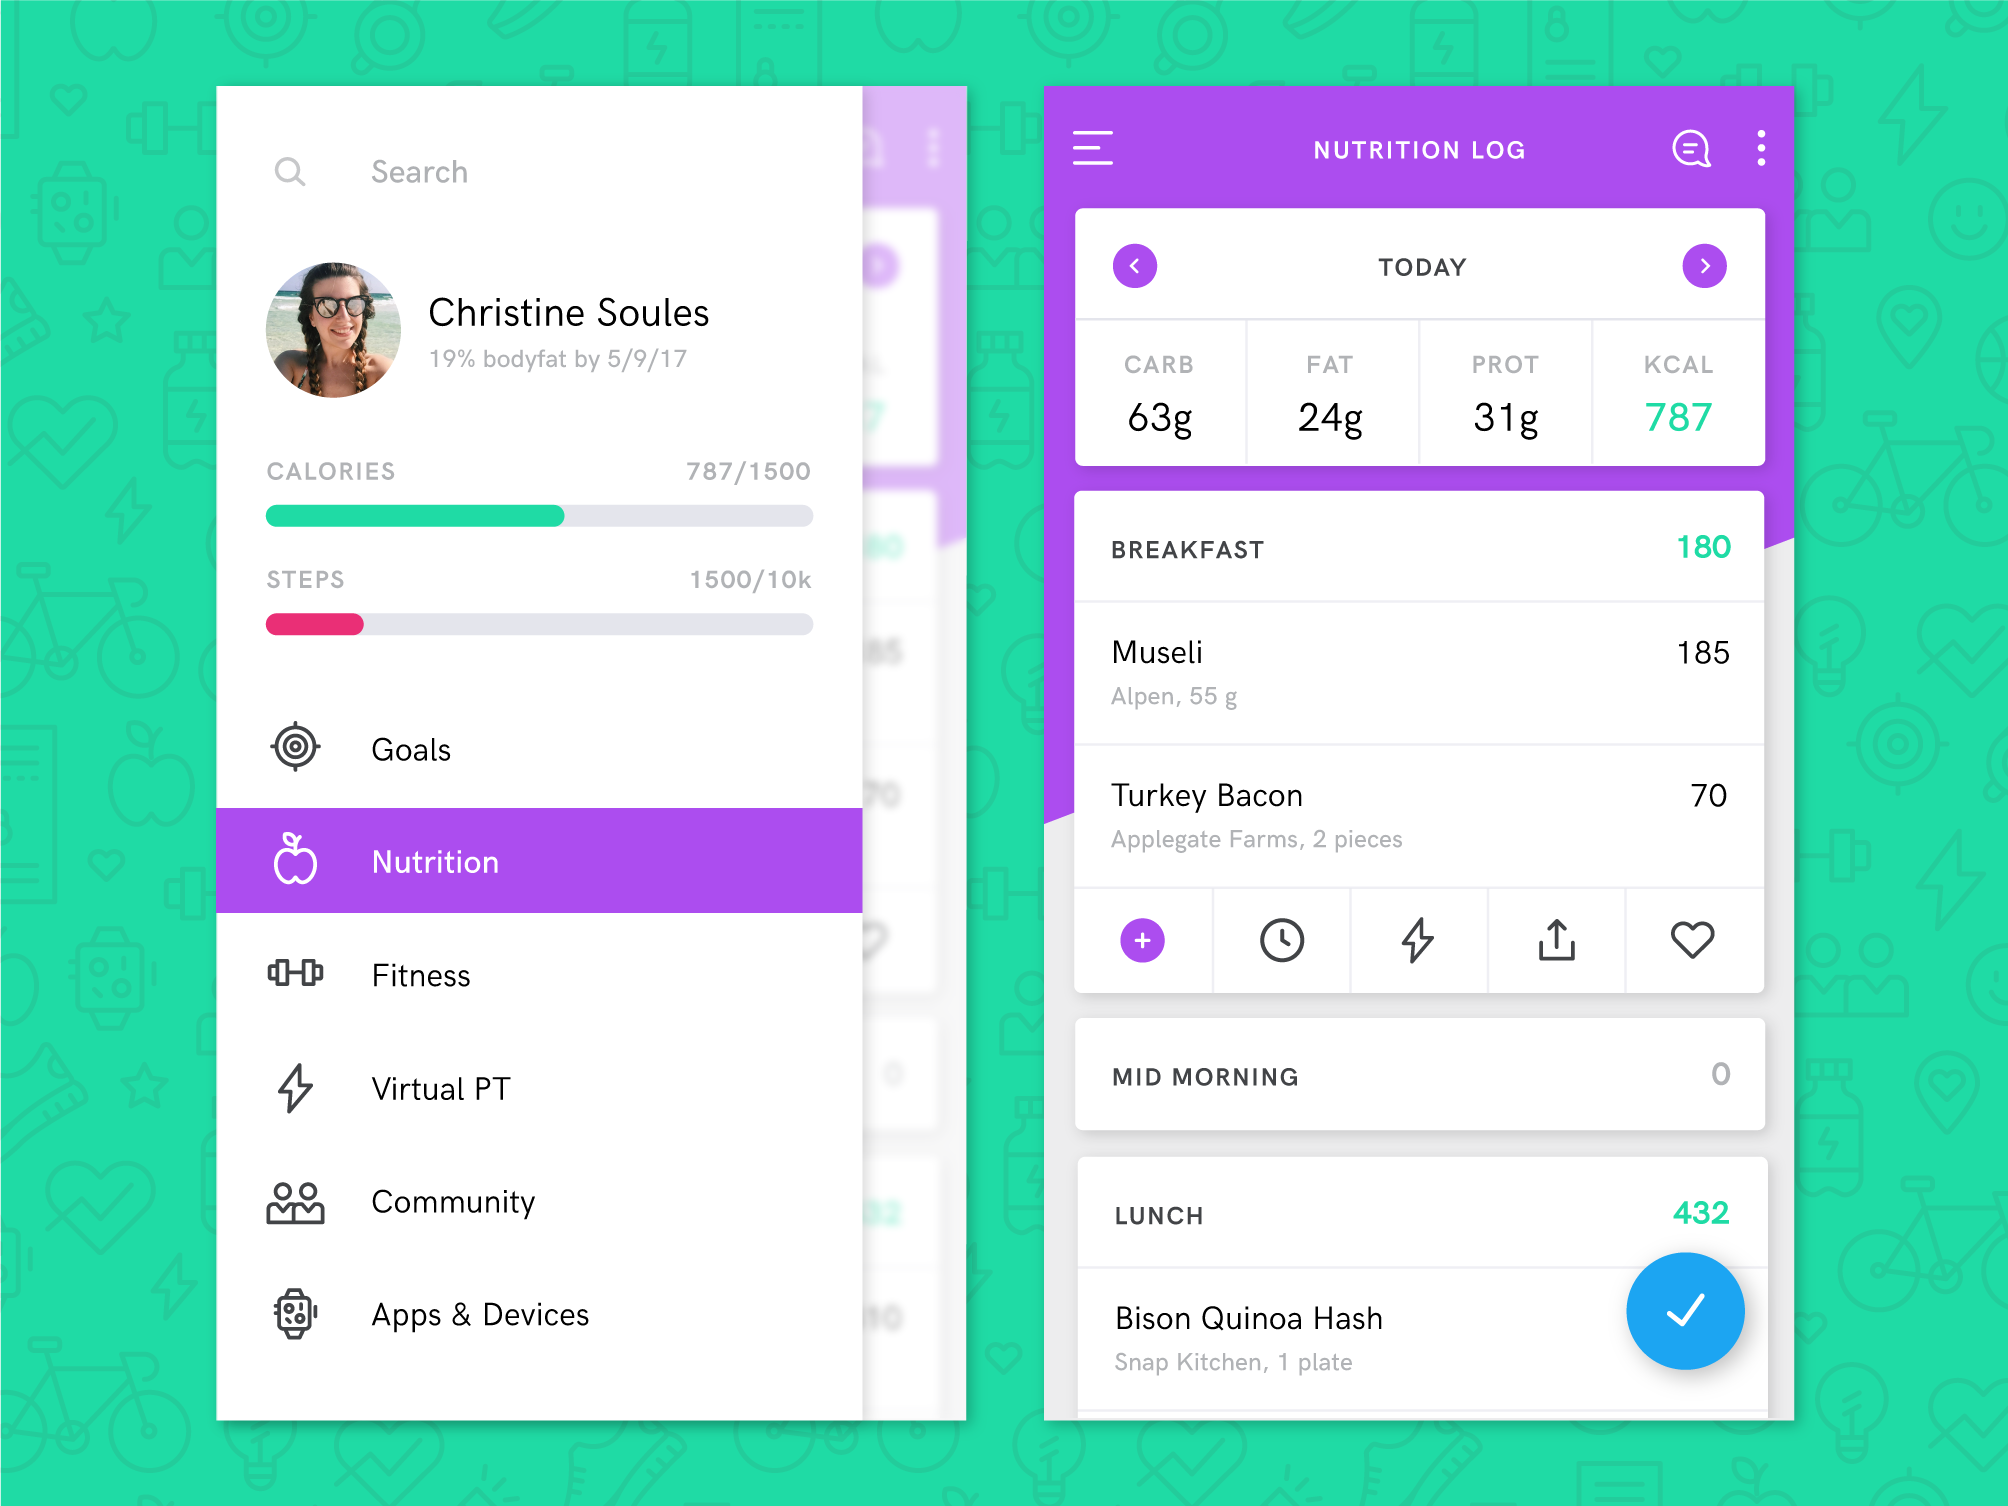 Search
Christine Soules
19% bodyfat by 5/9/17
CALORIES 787/1500
STEPS 1500/10k
Goals
Nutrition
Fitness
Virtual PT
Community
Apps & Devices
NUTRITION LOG
TODAY
CARB FAT PROT KCAL
63g 24g 31g 787
BREAKFAST 180
Museli 185
Alpen, 55 g
Turkey Bacon 70
Applegate Farms, 2 pieces
MID MORNING 0
LUNCH 432
Bison Quinoa Hash
Snap Kitchen, 1 plate